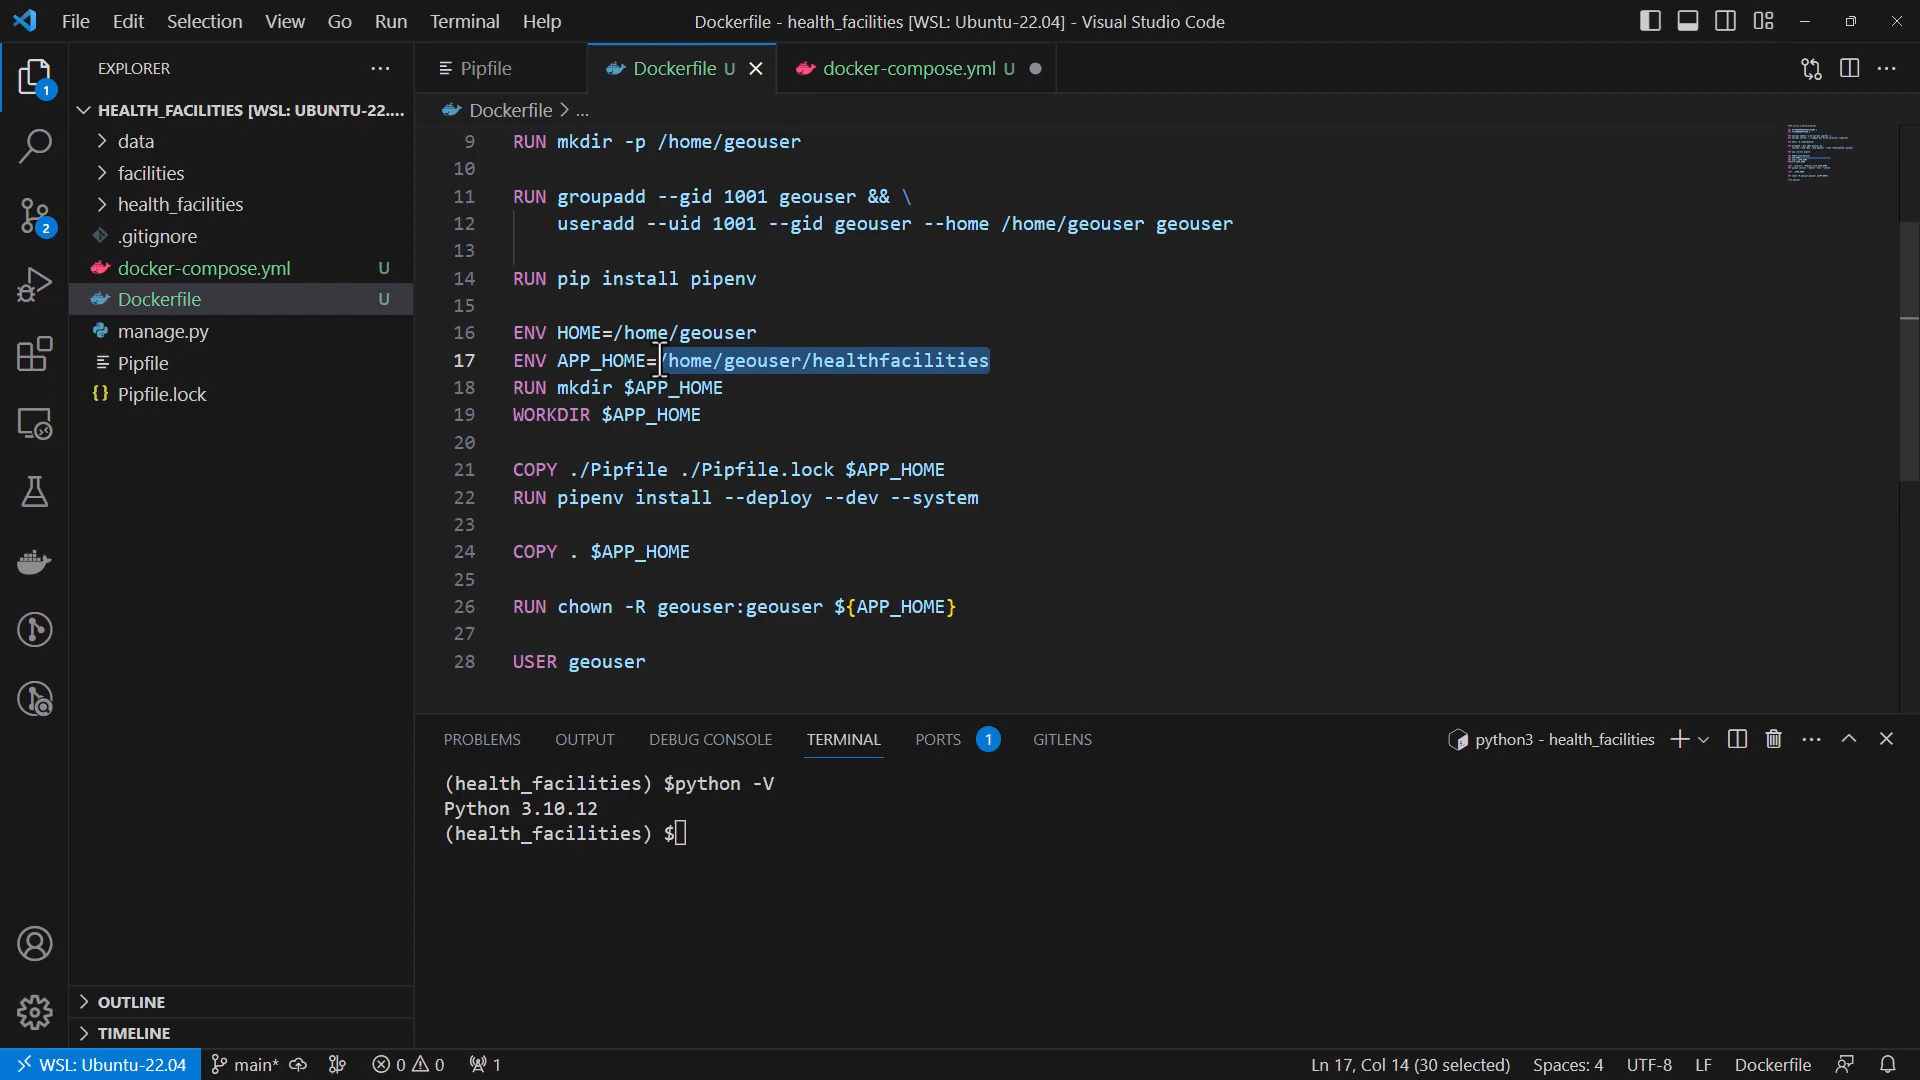 File Edit Selection View Go Run Terminal Help
Dockerfile - health_facilities [WSL: Ubuntu-22.04] - Visual Studio Code
EXPLORER
Pipfile
Dockerfile U
docker-compose.yml U
HEALTH_FACILITIES [WSL: UBUNTU-22....
Dockerfile > ...
data
facilities
health_facilities
.gitignore
docker-compose.yml U
Dockerfile U
manage.py
Pipfile
{} Pipfile.lock
1
2
9 RUN mkdir -p /home/geouser
10
11 RUN groupadd --gid 1001 geouser && \
12 useradd --uid 1001 --gid geouser --home /home/geouser geouser
13
14 RUN pip install pipenv
15
16 ENV HOME=/home/geouser
17 ENV APP_HOME=/home/geouser/healthfacilities
18 RUN mkdir $APP_HOME
19 WORKDIR $APP_HOME
20
21 COPY ./Pipfile ./Pipfile.lock $APP_HOME
22 RUN pipenv install --deploy --dev --system
23
24 COPY . $APP_HOME
25
26 RUN chown -R geouser:geouser ${APP_HOME}
27
28 USER geouser
PROBLEMS OUTPUT DEBUG CONSOLE TERMINAL PORTS 1 GITLENS
python3 - health_facilities
(health_facilities) $python -V
Python 3.10.12
(health_facilities) $
OUTLINE
TIMELINE
WSL: Ubuntu-22.04 main* 0 0 1
Ln 17, Col 14 (30 selected) Spaces: 4 UTF-8 LF Dockerfile